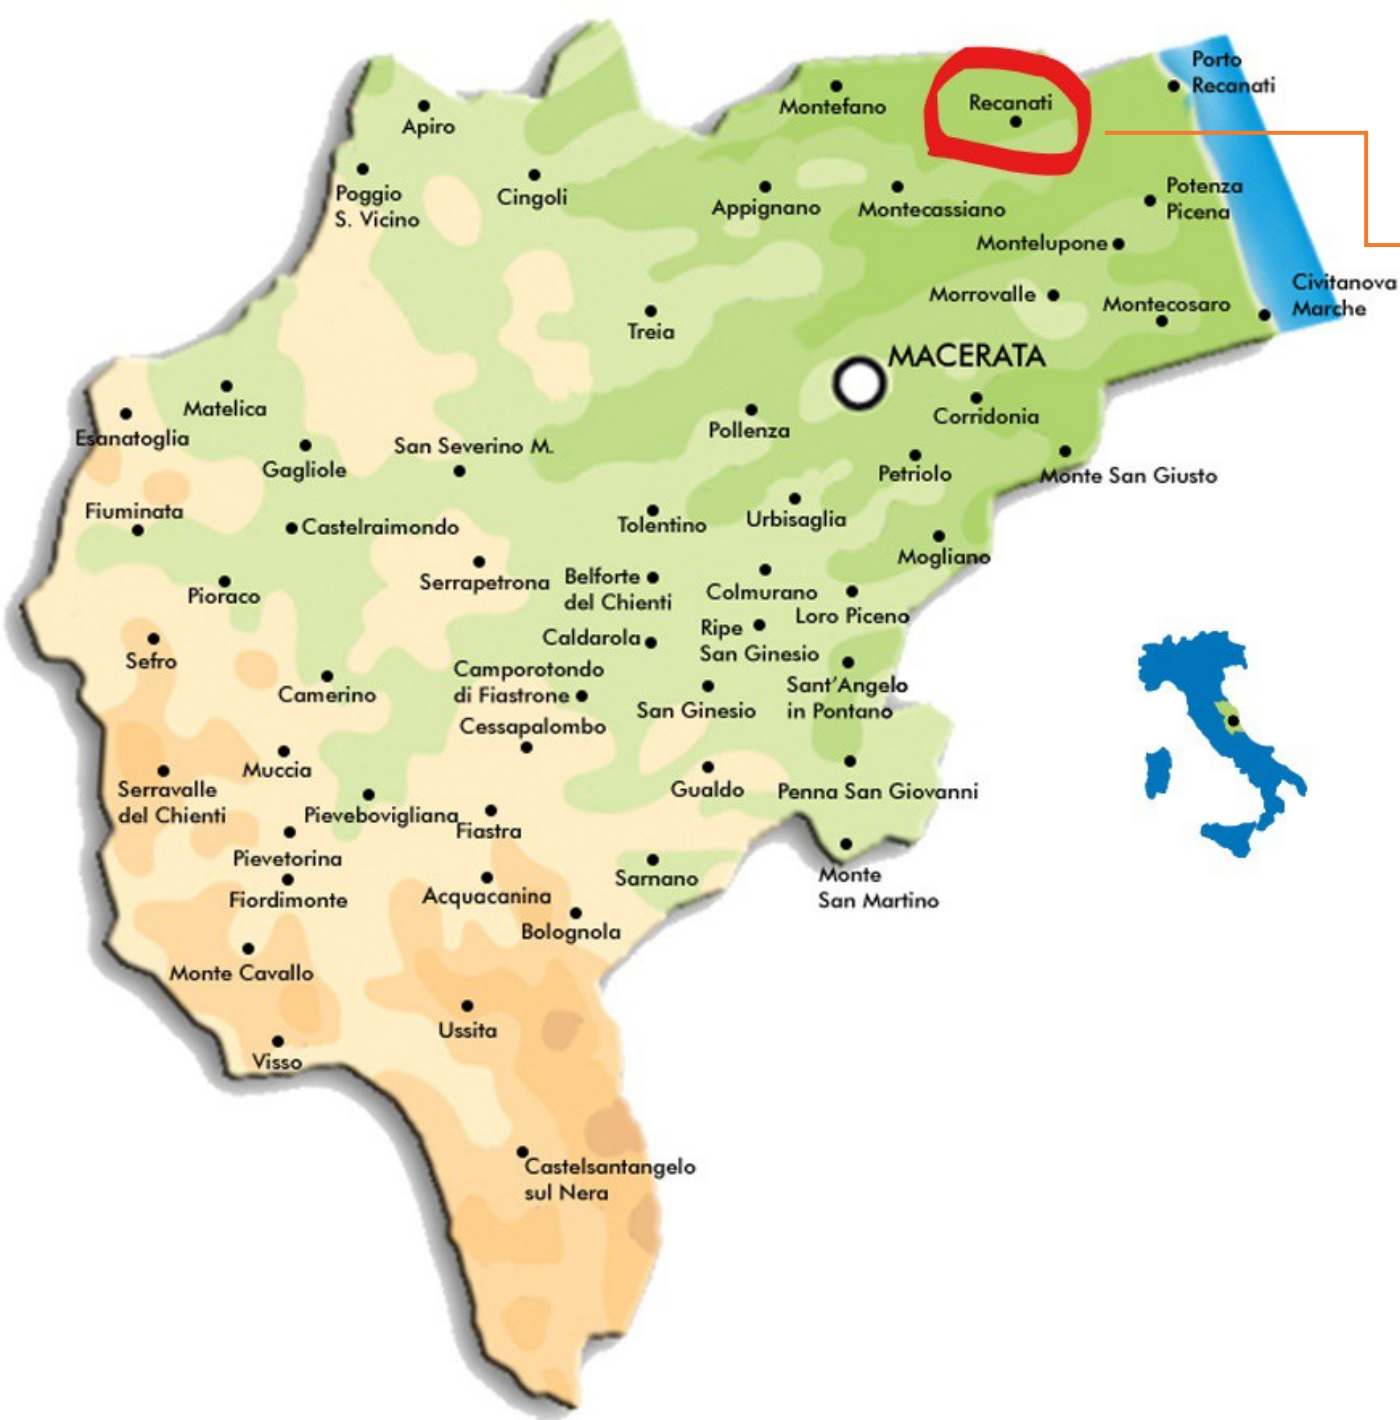 Porto
Recanati
Apiro
Montefano
Recanati
Poggio
S. Vicino
Cingoli
Appignano
Montecassiano
Potenza
Picena
Montelupone
Civitanova
Marche
Morrovalle
Montecosaro
Treia
MACERATA
Matelica
Esanatoglia
Pollenza
Corridonia
San Severino M.
Gagliole
Petriolo
Monte San Giusto
Fiuminata
Castelraimondo
Tolentino
Urbisaglia
Mogliano
Pioraco
Serrapetrona
Belforte
del Chienti
Colmurano
Loro Piceno
Caldarola
Ripe
San Ginesio
Sefro
Camerino
Camporotondo
di Fiastrone
San Ginesio
Sant'Angelo
in Pontano
Cessapalombo
Muccia
Serravalle
del Chienti
Gualdo
Penna San Giovanni
Pievebovigliana
Fiastra
Pievetorina
Fiordimonte
Acquacanina
Sarnano
Monte
San Martino
Bolognola
Monte Cavallo
Ussita
Visso
Castelsantangelo
sul Nera